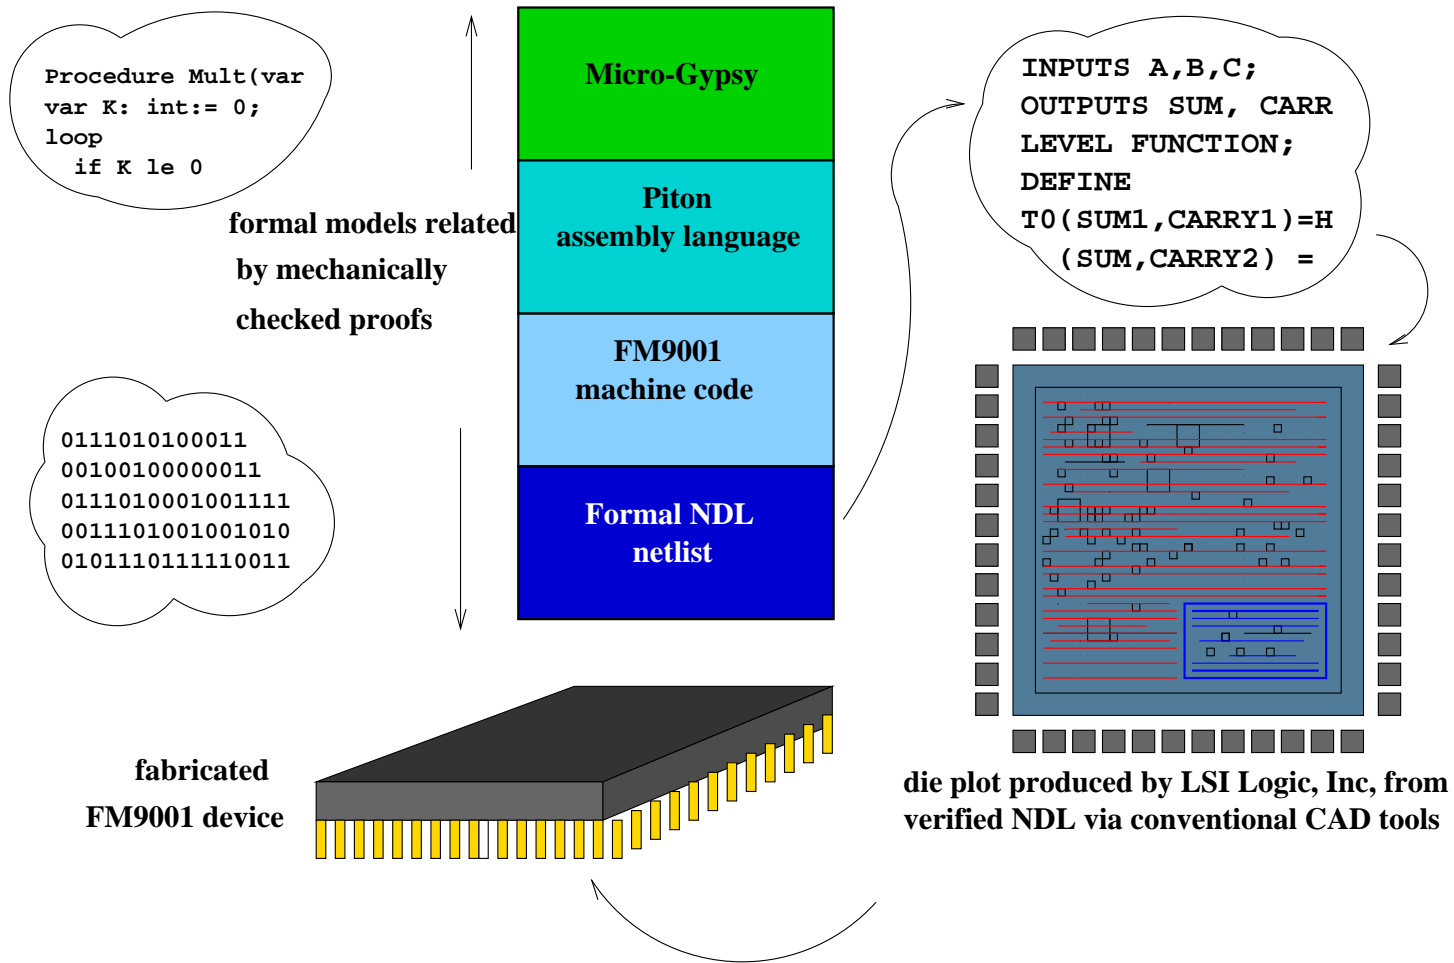 Procedure Mult(var
var K: int:= 0;
loop
if K le 0
Micro-Gypsy
INPUTS A,B,C;
OUTPUTS SUM, CARR
LEVEL FUNCTION;
DEFINE
T0(SUM1,CARRY1)=H
(SUM,CARRY2) =
formal models related
by mechanically
checked proofs
Piton
assembly language
FM9001
machine code
0111010100011
00100100000011
0111010001001111
0011101001001010
0101110111110011
Formal NDL
netlist
fabricated
FM9001 device
die plot produced by LSI Logic, Inc, from
verified NDL via conventional CAD tools